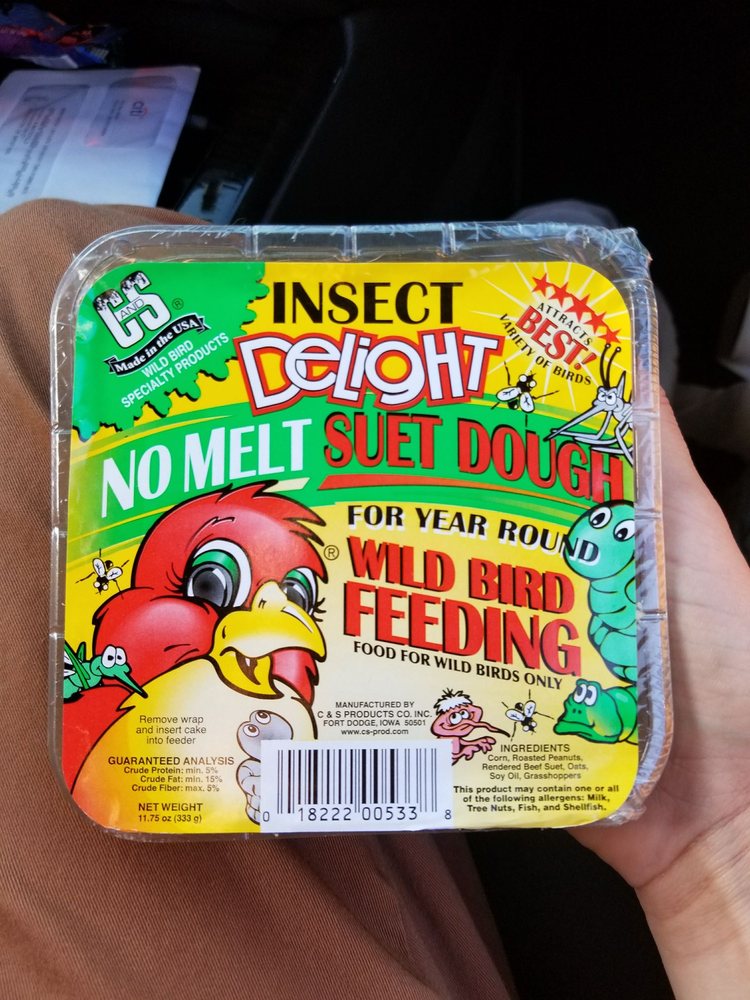 citi
C AND S ®
Made in the USA
WILD BIRD
SPECIALTY PRODUCTS
INSECT
DeLigHT
ATTRACTS
BEST!
VARIETY OF BIRDS
NO MELT SUET DOUGH
FOR YEAR ROUND
®
WILD BIRD
FEEDING
FOOD FOR WILD BIRDS ONLY
Remove wrap
and insert cake
into feeder
GUARANTEED ANALYSIS
Crude Protein: min. 5%
Crude Fat: min. 15%
Crude Fiber: max. 6%
NET WEIGHT
11.75 oz (333 g)
MANUFACTURED BY
C & S PRODUCTS CO. INC.
FORT DODGE, IOWA 50501
www.cs-prod.com
0 18222 00533 8
INGREDIENTS
Corn, Roasted Peanuts,
Rendered Beef Suet, Oats,
Soy Oil, Grasshoppers
This product may contain one or all
of the following allergens: Milk,
Tree Nuts, Fish, and Shellfish.